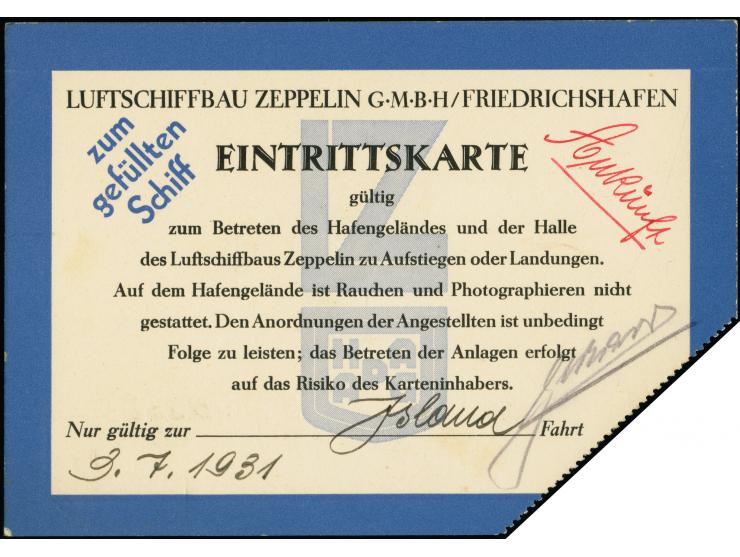 LUFTSCHIFFBAU ZEPPELIN G·M·B·H/FRIEDRICHSHAFEN
zum
gefüllten
Schiff
EINTRITTSKARTE
Ankunft
gültig
zum Betreten des Hafengeländes und der Halle
des Luftschiffbaus Zeppelin zu Aufstiegen oder Landungen.
Auf dem Hafengelände ist Rauchen und Photographieren nicht
gestattet. Den Anordnungen der Angestellten ist unbedingt
Folge zu leisten; das Betreten der Anlagen erfolgt
auf das Risiko des Karteninhabers.
Nur gültig zur Island Fahrt
3. 7. 1931
LZ
HAPAG